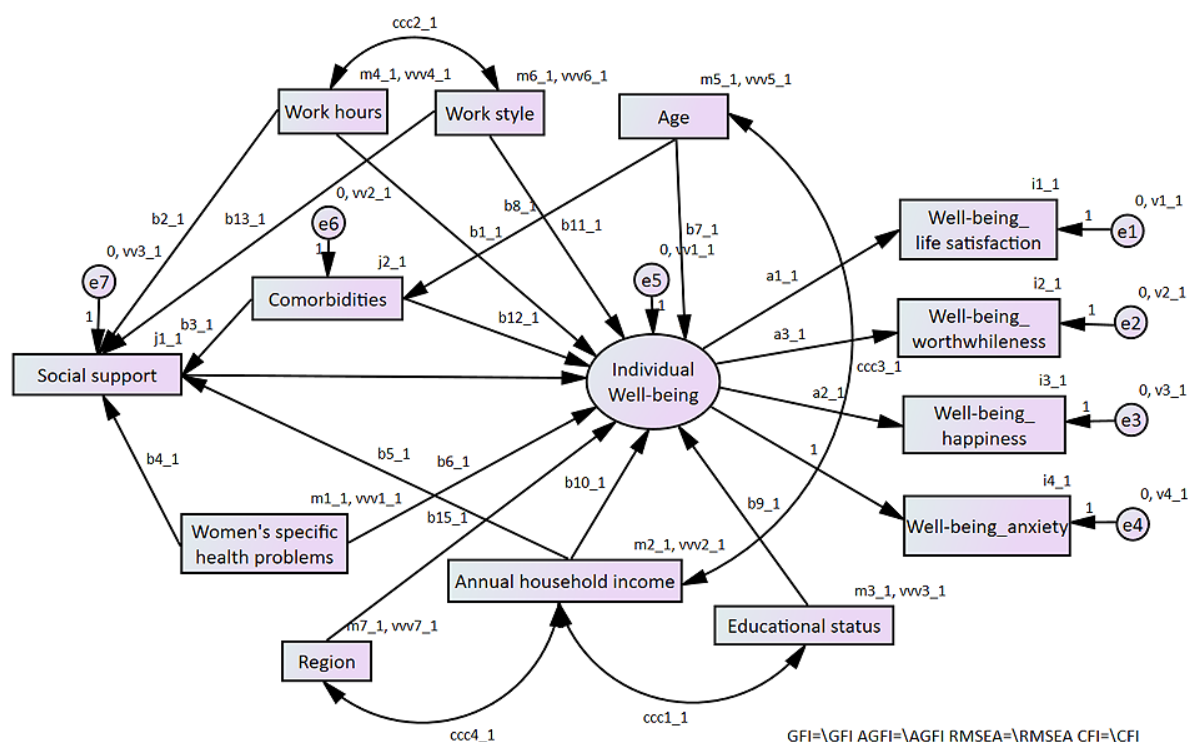 ccc2_1
m4_1, vvv4_1
m6_1, vvv6_1
m5_1, vvv5_1
Work hours
Work style
Age
i1_1
0, v1_1
0, vv2_1
b8_1
b2_1
b13_1
b11_1
b7_1
b1_1
e6
1
Well-being_
life satisfaction
1
e1
0, vv3_1
0, vv1_1
j2_1
a1_1
e7
e5
Comorbidities
1
i2_1
0, v2_1
1
b3_1
b12_1
Well-being_
worthwhileness
1
e2
j1_1
a3_1
Social support
Individual
Well-being
ccc3_1
i3_1
0, v3_1
a2_1
Well-being_
happiness
1
e3
b4_1
b5_1
b6_1
1
i4_1
0, v4_1
b10_1
m1_1, vvv1_1
b9_1
b15_1
Well-being_anxiety
1
e4
Women's specific
health problems
m2_1, vvv2_1
Annual household income
m3_1, vvv3_1
m7_1, vvv7_1
Educational status
Region
ccc1_1
ccc4_1
GFI=\GFI AGFI=\AGFI RMSEA=\RMSEA CFI=\CFI